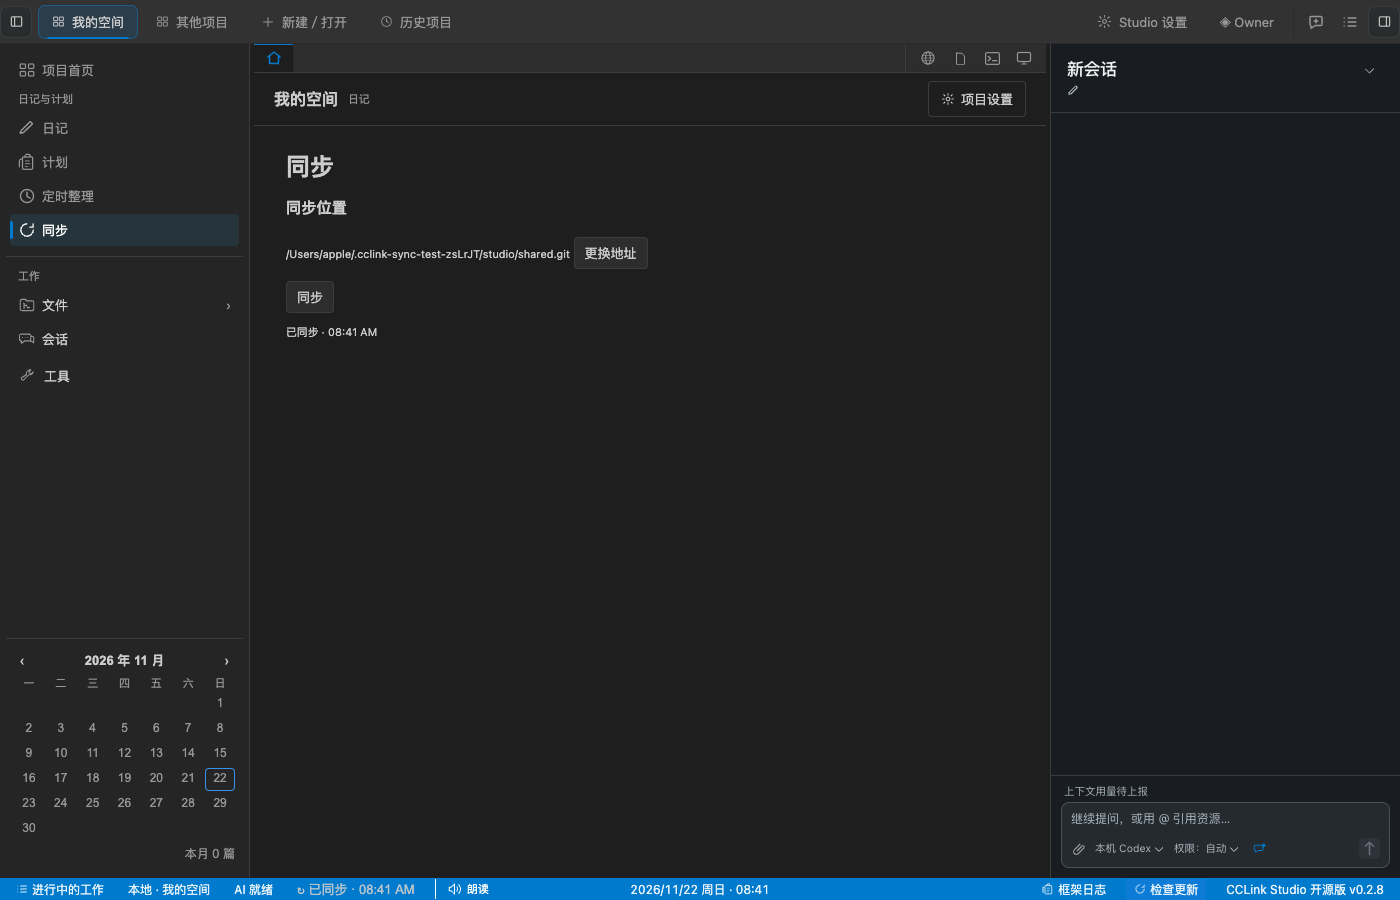 我的空间 其他项目 新建 / 打开 历史项目 Studio 设置 Owner
项目首页
日记与计划
日记
计划
定时整理
同步
工作
文件
会话
工具
2026 年 11 月
一 二 三 四 五 六 日
1
2 3 4 5 6 7 8
9 10 11 12 13 14 15
16 17 18 19 20 21 22
23 24 25 26 27 28 29
30
本月 0 篇
我的空间 日记 项目设置
同步
同步位置
/Users/apple/.cclink-sync-test-zsLrJT/studio/shared.git 更换地址
同步
已同步 · 08:41 AM
新会话
上下文用量待上报
继续提问，或用 @ 引用资源...
本机 Codex 权限：自动
进行中的工作 本地 · 我的空间 AI 就绪 已同步 · 08:41 AM 朗读 2026/11/22 周日 · 08:41 框架日志 检查更新 CCLink Studio 开源版 v0.2.8